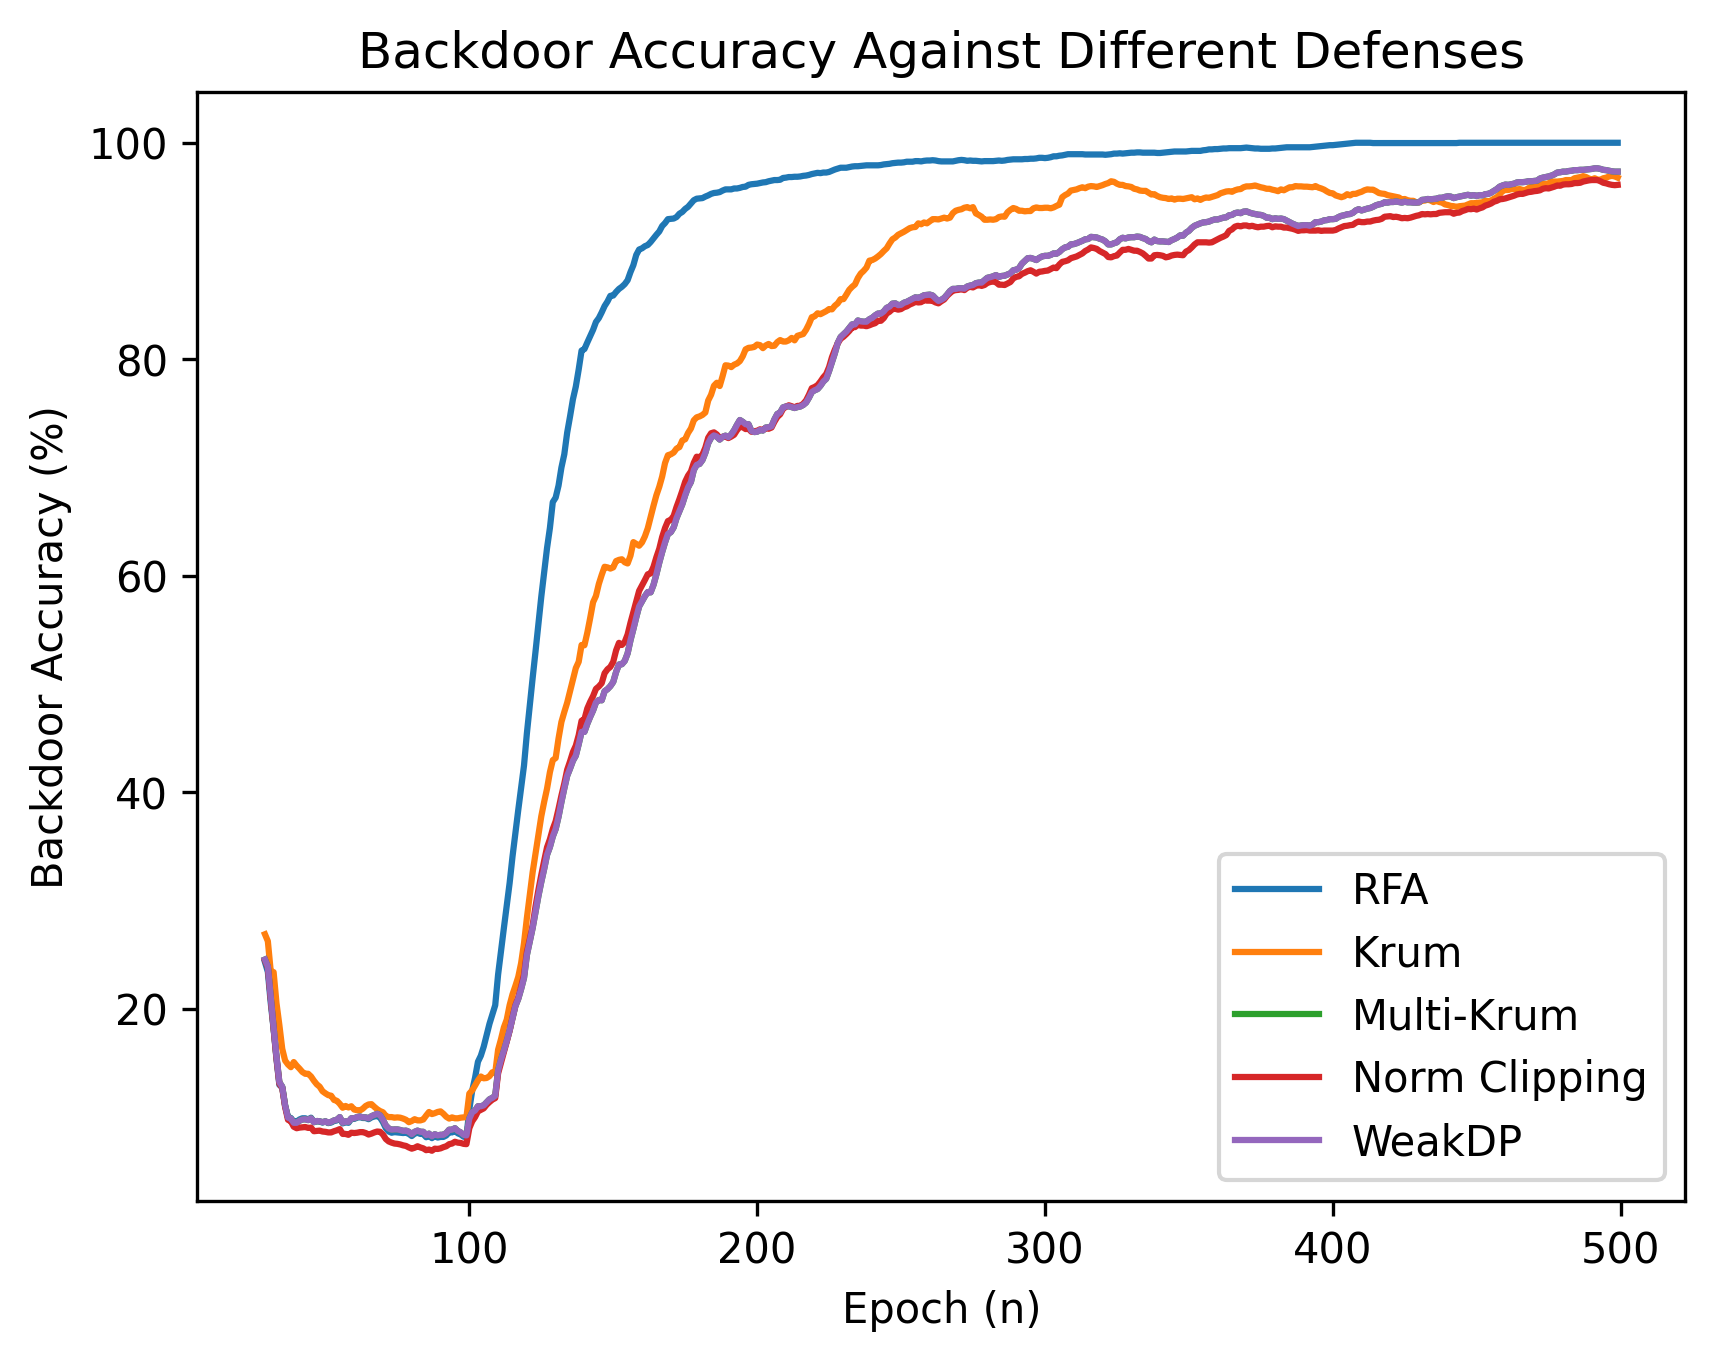 Backdoor Accuracy Against Different Defenses
100
80
60
40
20
Backdoor Accuracy (%)
RFA
Krum
Multi-Krum
Norm Clipping
WeakDP
100 200 300 400 500
Epoch (n)